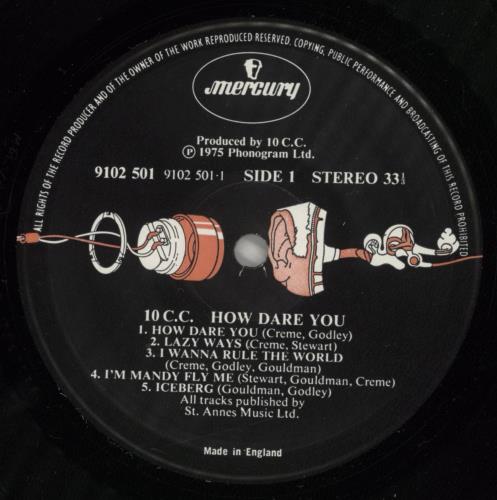 ALL RIGHTS OF THE RECORD PRODUCER AND OF THE OWNER OF THE WORK REPRODUCED RESERVED. COPYING, PUBLIC PERFORMANCE AND BROADCASTING OF THIS RECORD PROHIBITED
mercury
Produced by 10 C.C.
Ⓟ 1975 Phonogram Ltd.
9102 501 9102 501·1 SIDE 1 STEREO 33⅓
10 C.C. HOW DARE YOU
1. HOW DARE YOU (Creme, Godley)
2. LAZY WAYS (Creme, Stewart)
3. I WANNA RULE THE WORLD
(Creme, Godley, Gouldman)
4. I'M MANDY FLY ME (Stewart, Gouldman, Creme)
5. ICEBERG (Gouldman, Godley)
All tracks published by
St. Annes Music Ltd.
Made in England